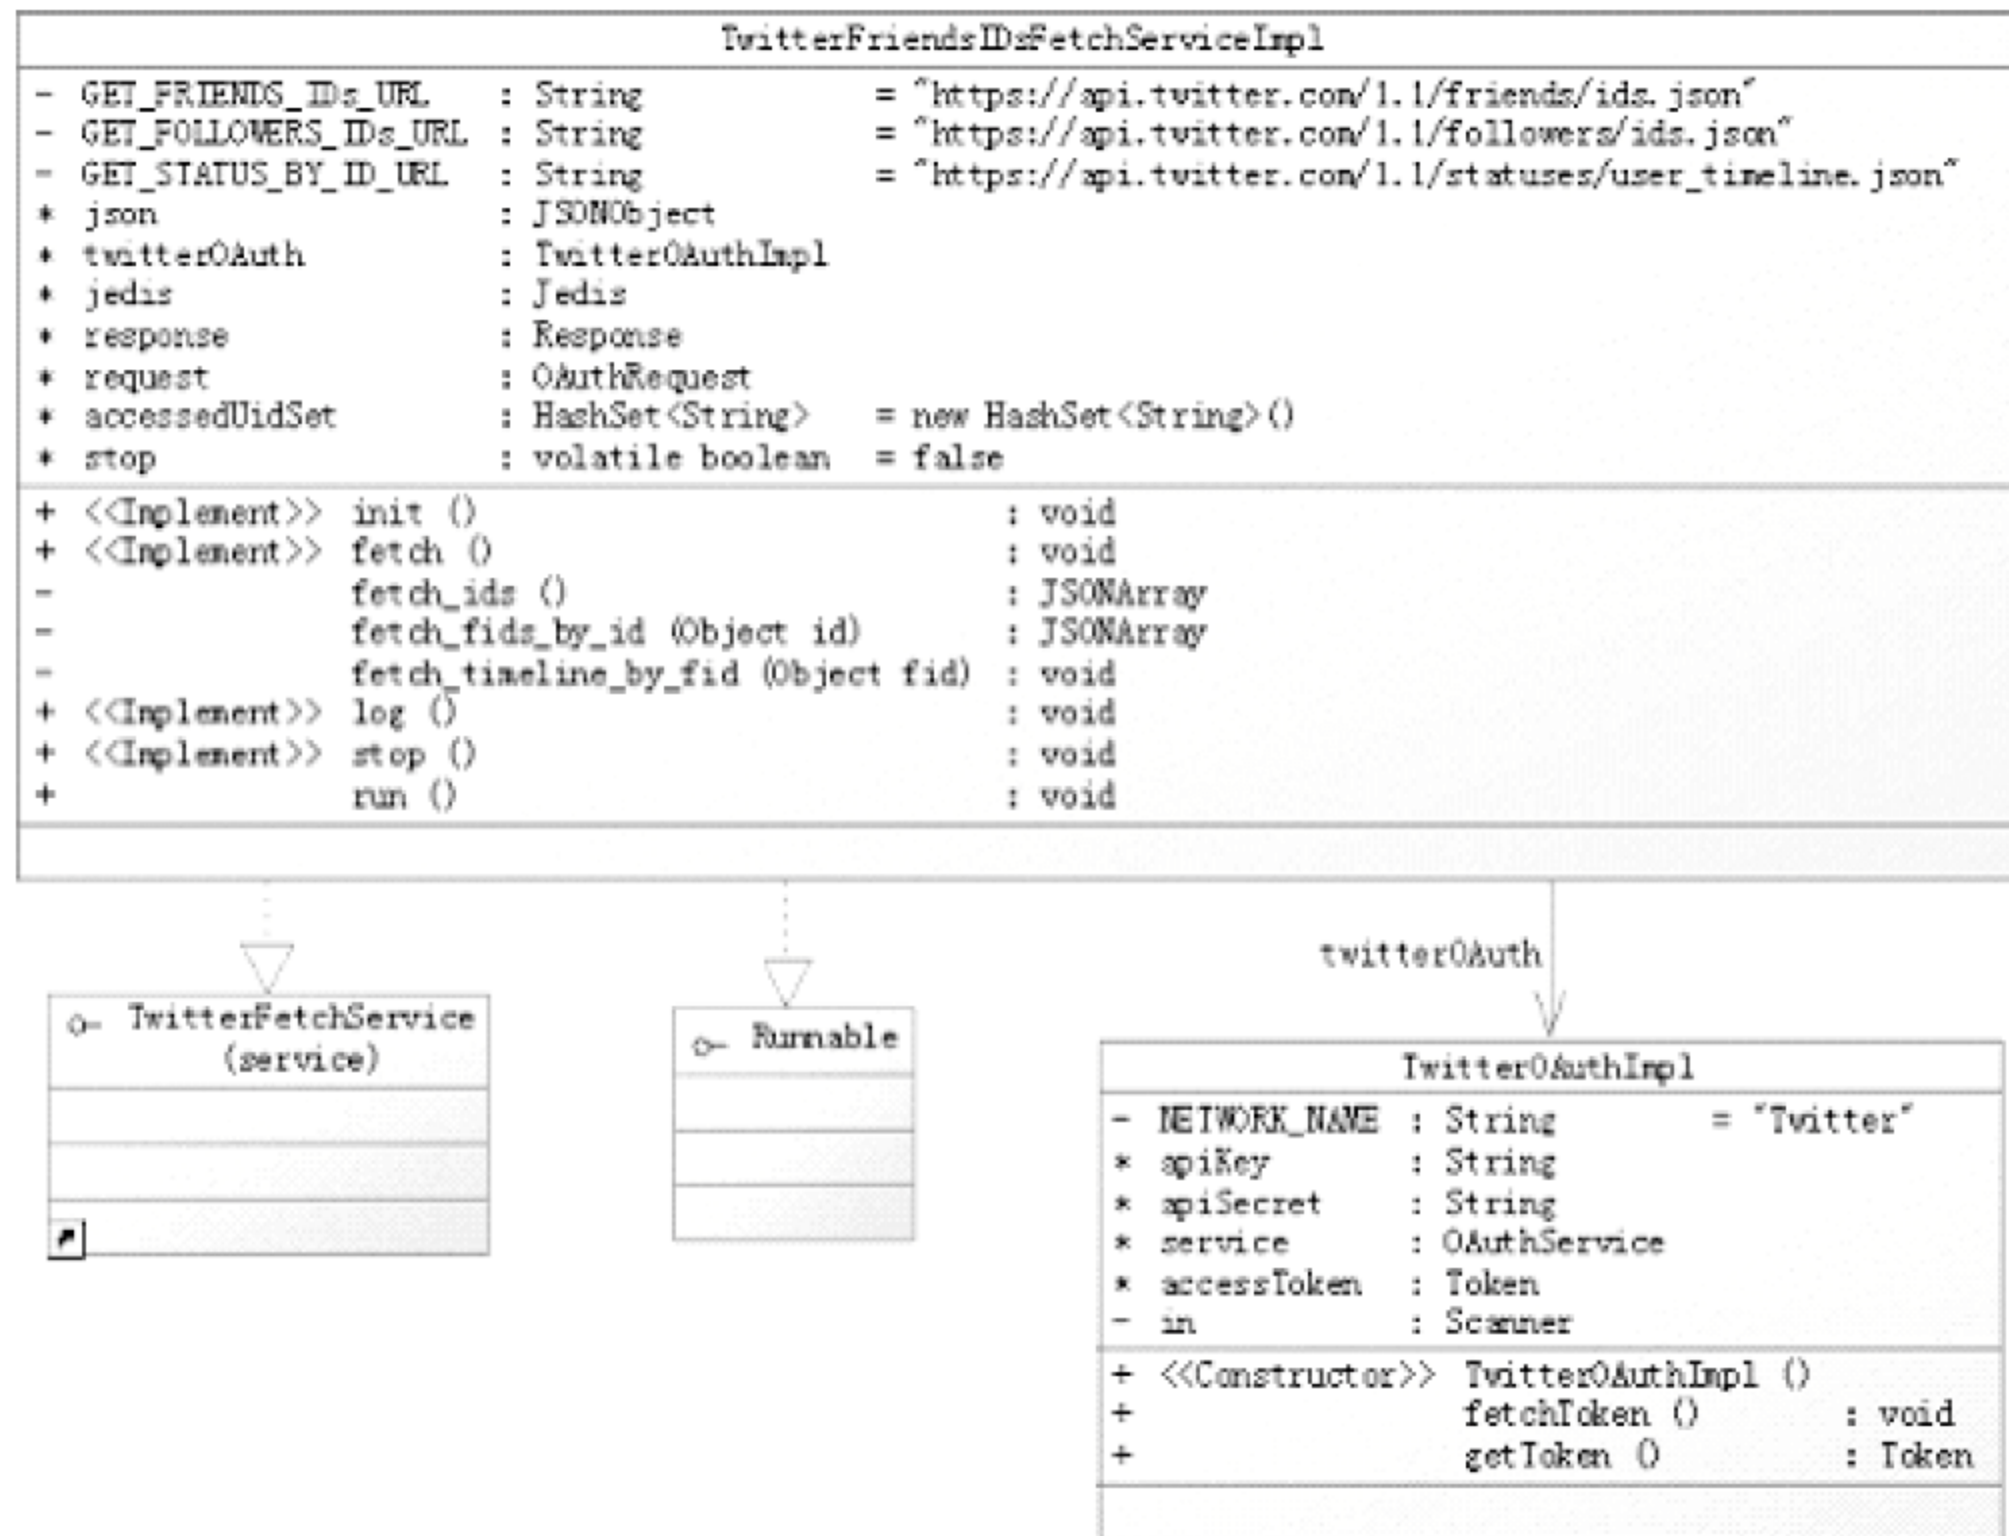 TwitterFriendsIDsFetchServiceImpl
- GET_FRIENDS_IDs_URL : String = "https://api.twitter.com/1.1/friends/ids.json"
- GET_FOLLOWERS_IDs_URL : String = "https://api.twitter.com/1.1/followers/ids.json"
- GET_STATUS_BY_ID_URL : String = "https://api.twitter.com/1.1/statuses/user_timeline.json"
* json : JSONObject
* twitterOAuth : TwitterOAuthImpl
* jedis : Jedis
* response : Response
* request : OAuthRequest
* accessedUidSet : HashSet<String> = new HashSet<String>()
* stop : volatile boolean = false
+ <<Implement>> init () : void
+ <<Implement>> fetch () : void
- fetch_ids () : JSONArray
- fetch_fids_by_id (Object id) : JSONArray
- fetch_timeline_by_fid (Object fid) : void
+ <<Implement>> log () : void
+ <<Implement>> stop () : void
+ run () : void
twitterOAuth
TwitterFetchService
(service)
Runnable
TwitterOAuthImpl
- NETWORK_NAME : String = "Twitter"
* apiKey : String
* apiSecret : String
* service : OAuthService
* accessToken : Token
- in : Scanner
+ <<Constructor>> TwitterOAuthImpl ()
+ fetchToken () : void
+ getToken () : Token